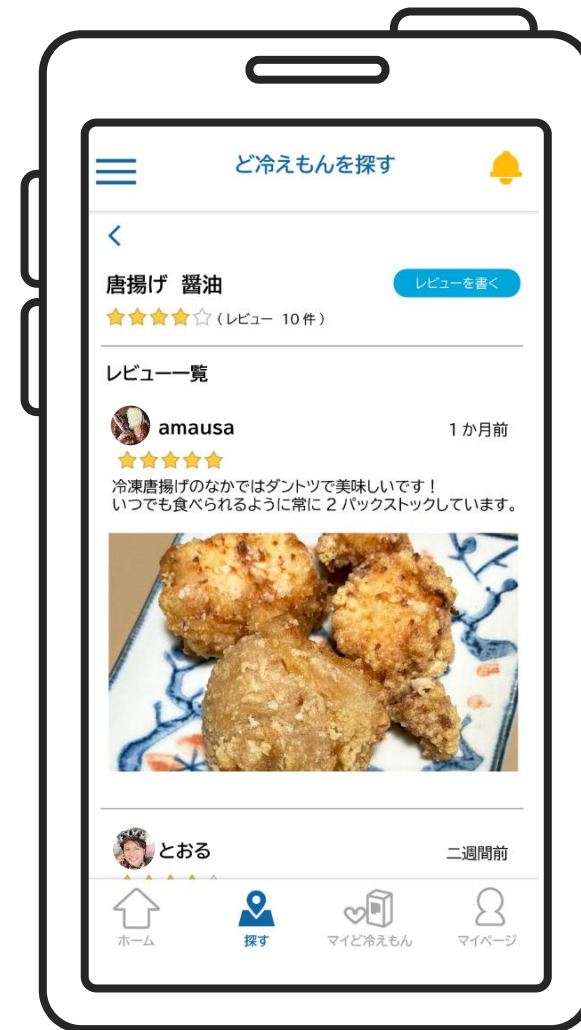 ど冷えもんを探す
唐揚げ 醤油
レビューを書く
(レビュー 10件)
レビュー一覧
amausa
1か月前
冷凍唐揚げのなかではダントツで美味しいです！
いつでも食べられるように常に2パックストックしています。
とおる
二週間前
ホーム
探す
マイど冷えもん
マイページ